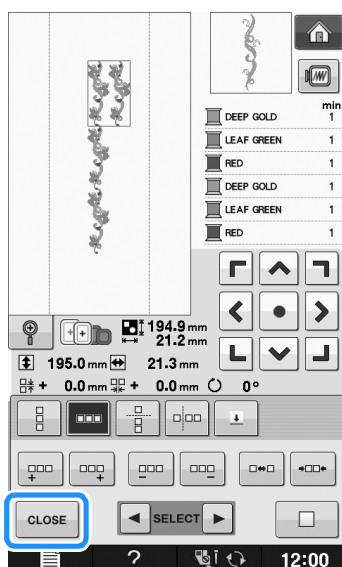 min
DEEP GOLD 1
LEAF GREEN 1
RED 1
DEEP GOLD 1
LEAF GREEN 1
RED 1
194.9 mm
21.2 mm
195.0 mm 21.3 mm
+ 0.0 mm + 0.0 mm 0°
+ + - -
CLOSE SELECT
? 12:00